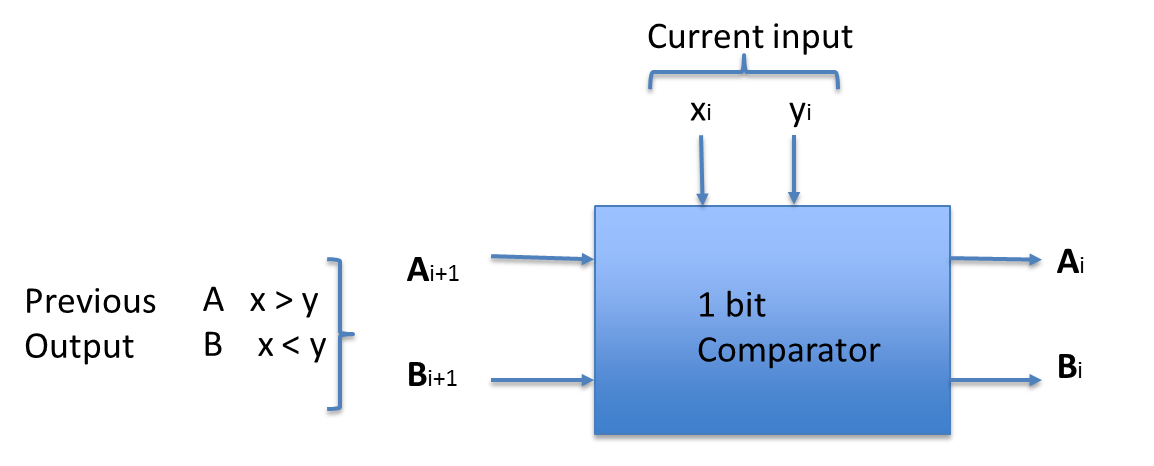 Current input
xi yi
Ai+1
Bi+1
Previous A x > y
Output B x < y
1 bit
Comparator
Ai
Bi